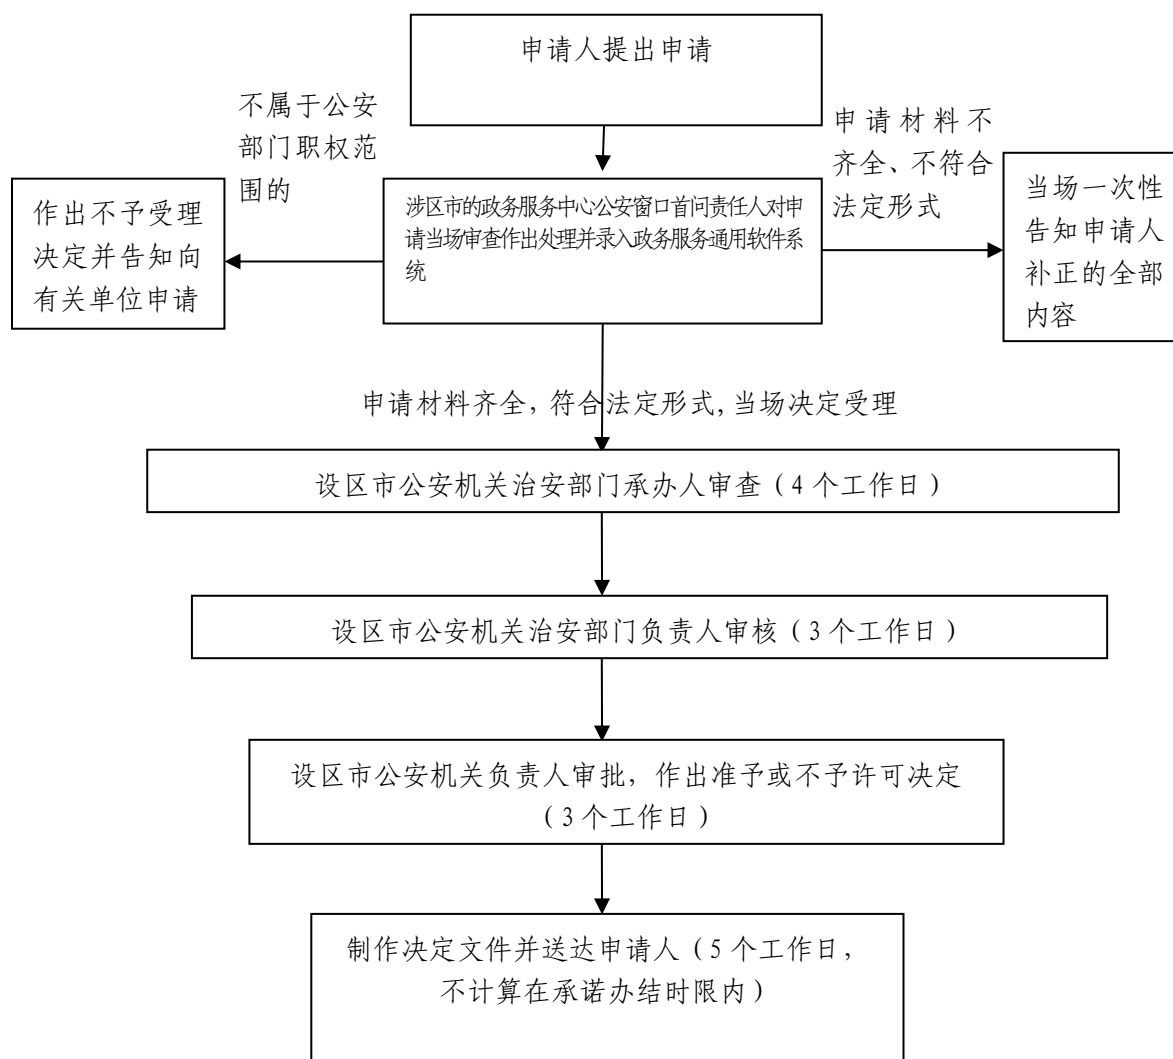 申请人提出申请
不属于公安
部门职权范
围的
申请材料不
齐全、不符合
法定形式
作出不予受理
决定并告知向
有关单位申请
涉区市的政务服务中心公安窗口首问责任人对申
请当场审查作出处理并录入政务服务通用软件系
统
当场一次性
告知申请人
补正的全部
内容
申请材料齐全，符合法定形式，当场决定受理
设区市公安机关治安部门承办人审查（4个工作日）
设区市公安机关治安部门负责人审核（3个工作日）
设区市公安机关负责人审批，作出准予或不予许可决定
（3个工作日）
制作决定文件并送达申请人（5个工作日，
不计算在承诺办结时限内）